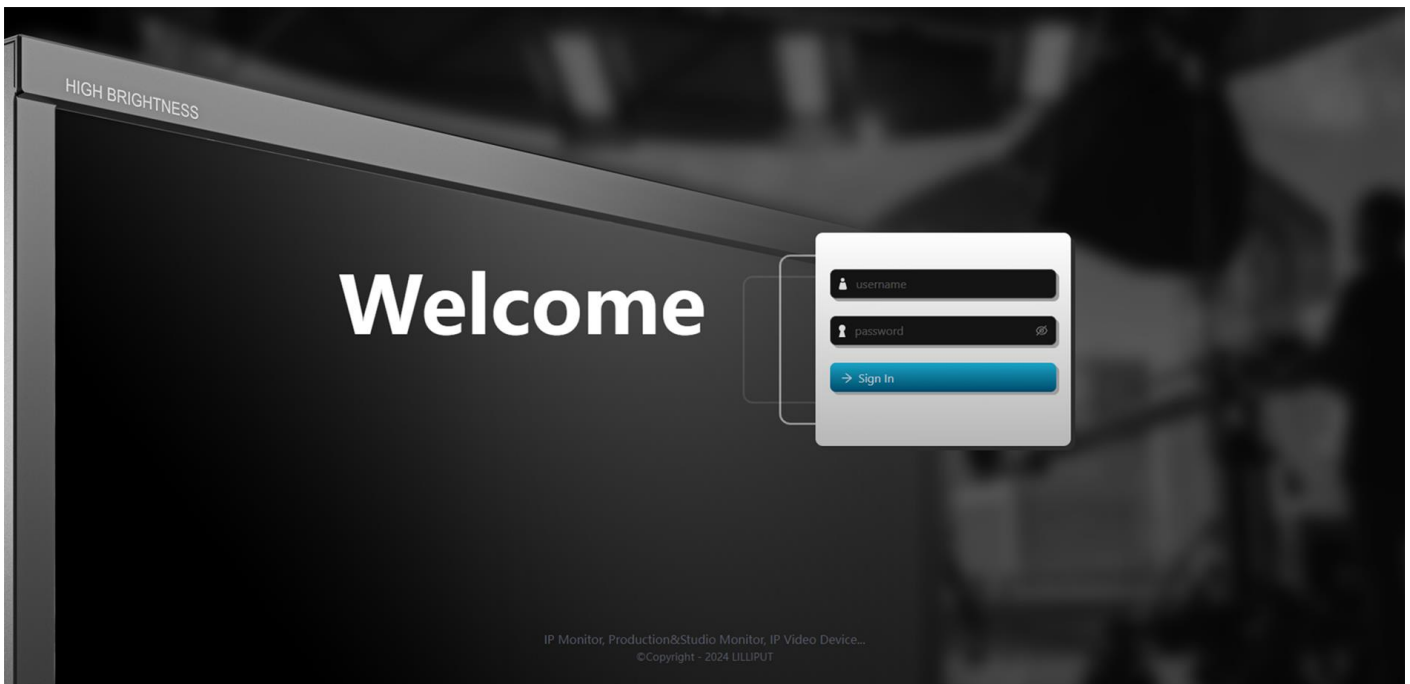 HIGH BRIGHTNESS
Welcome
username
password
Sign In
IP Monitor, Production&Studio Monitor, IP Video Device...
©Copyright - 2024 LILLIPUT